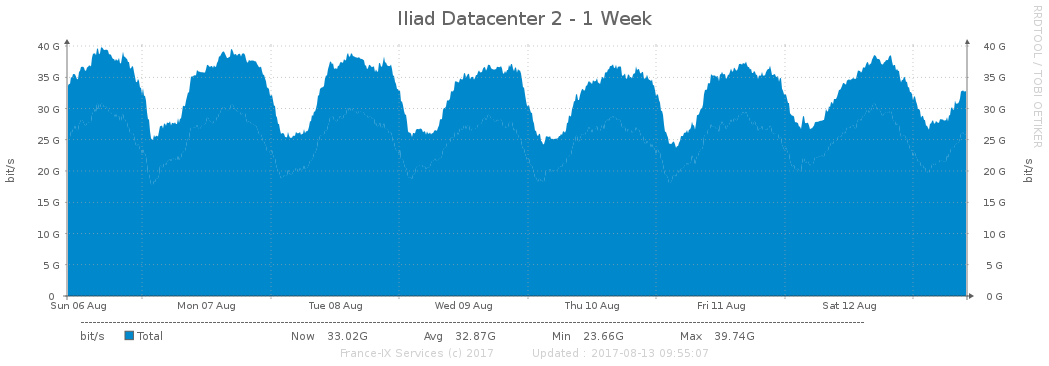 Iliad Datacenter 2 - 1 Week
RRDTOOL / TOBI OETIKER
bit/s
40 G 40 G
35 G 35 G
30 G 30 G
25 G 25 G
20 G 20 G
15 G 15 G
10 G 10 G
5 G 5 G
0 0 G
bit/s
Sun 06 Aug Mon 07 Aug Tue 08 Aug Wed 09 Aug Thu 10 Aug Fri 11 Aug Sat 12 Aug
bit/s Total Now 33.02G Avg 32.87G Min 23.66G Max 39.74G
France-IX Services (c) 2017 Updated : 2017-08-13 09:55:07